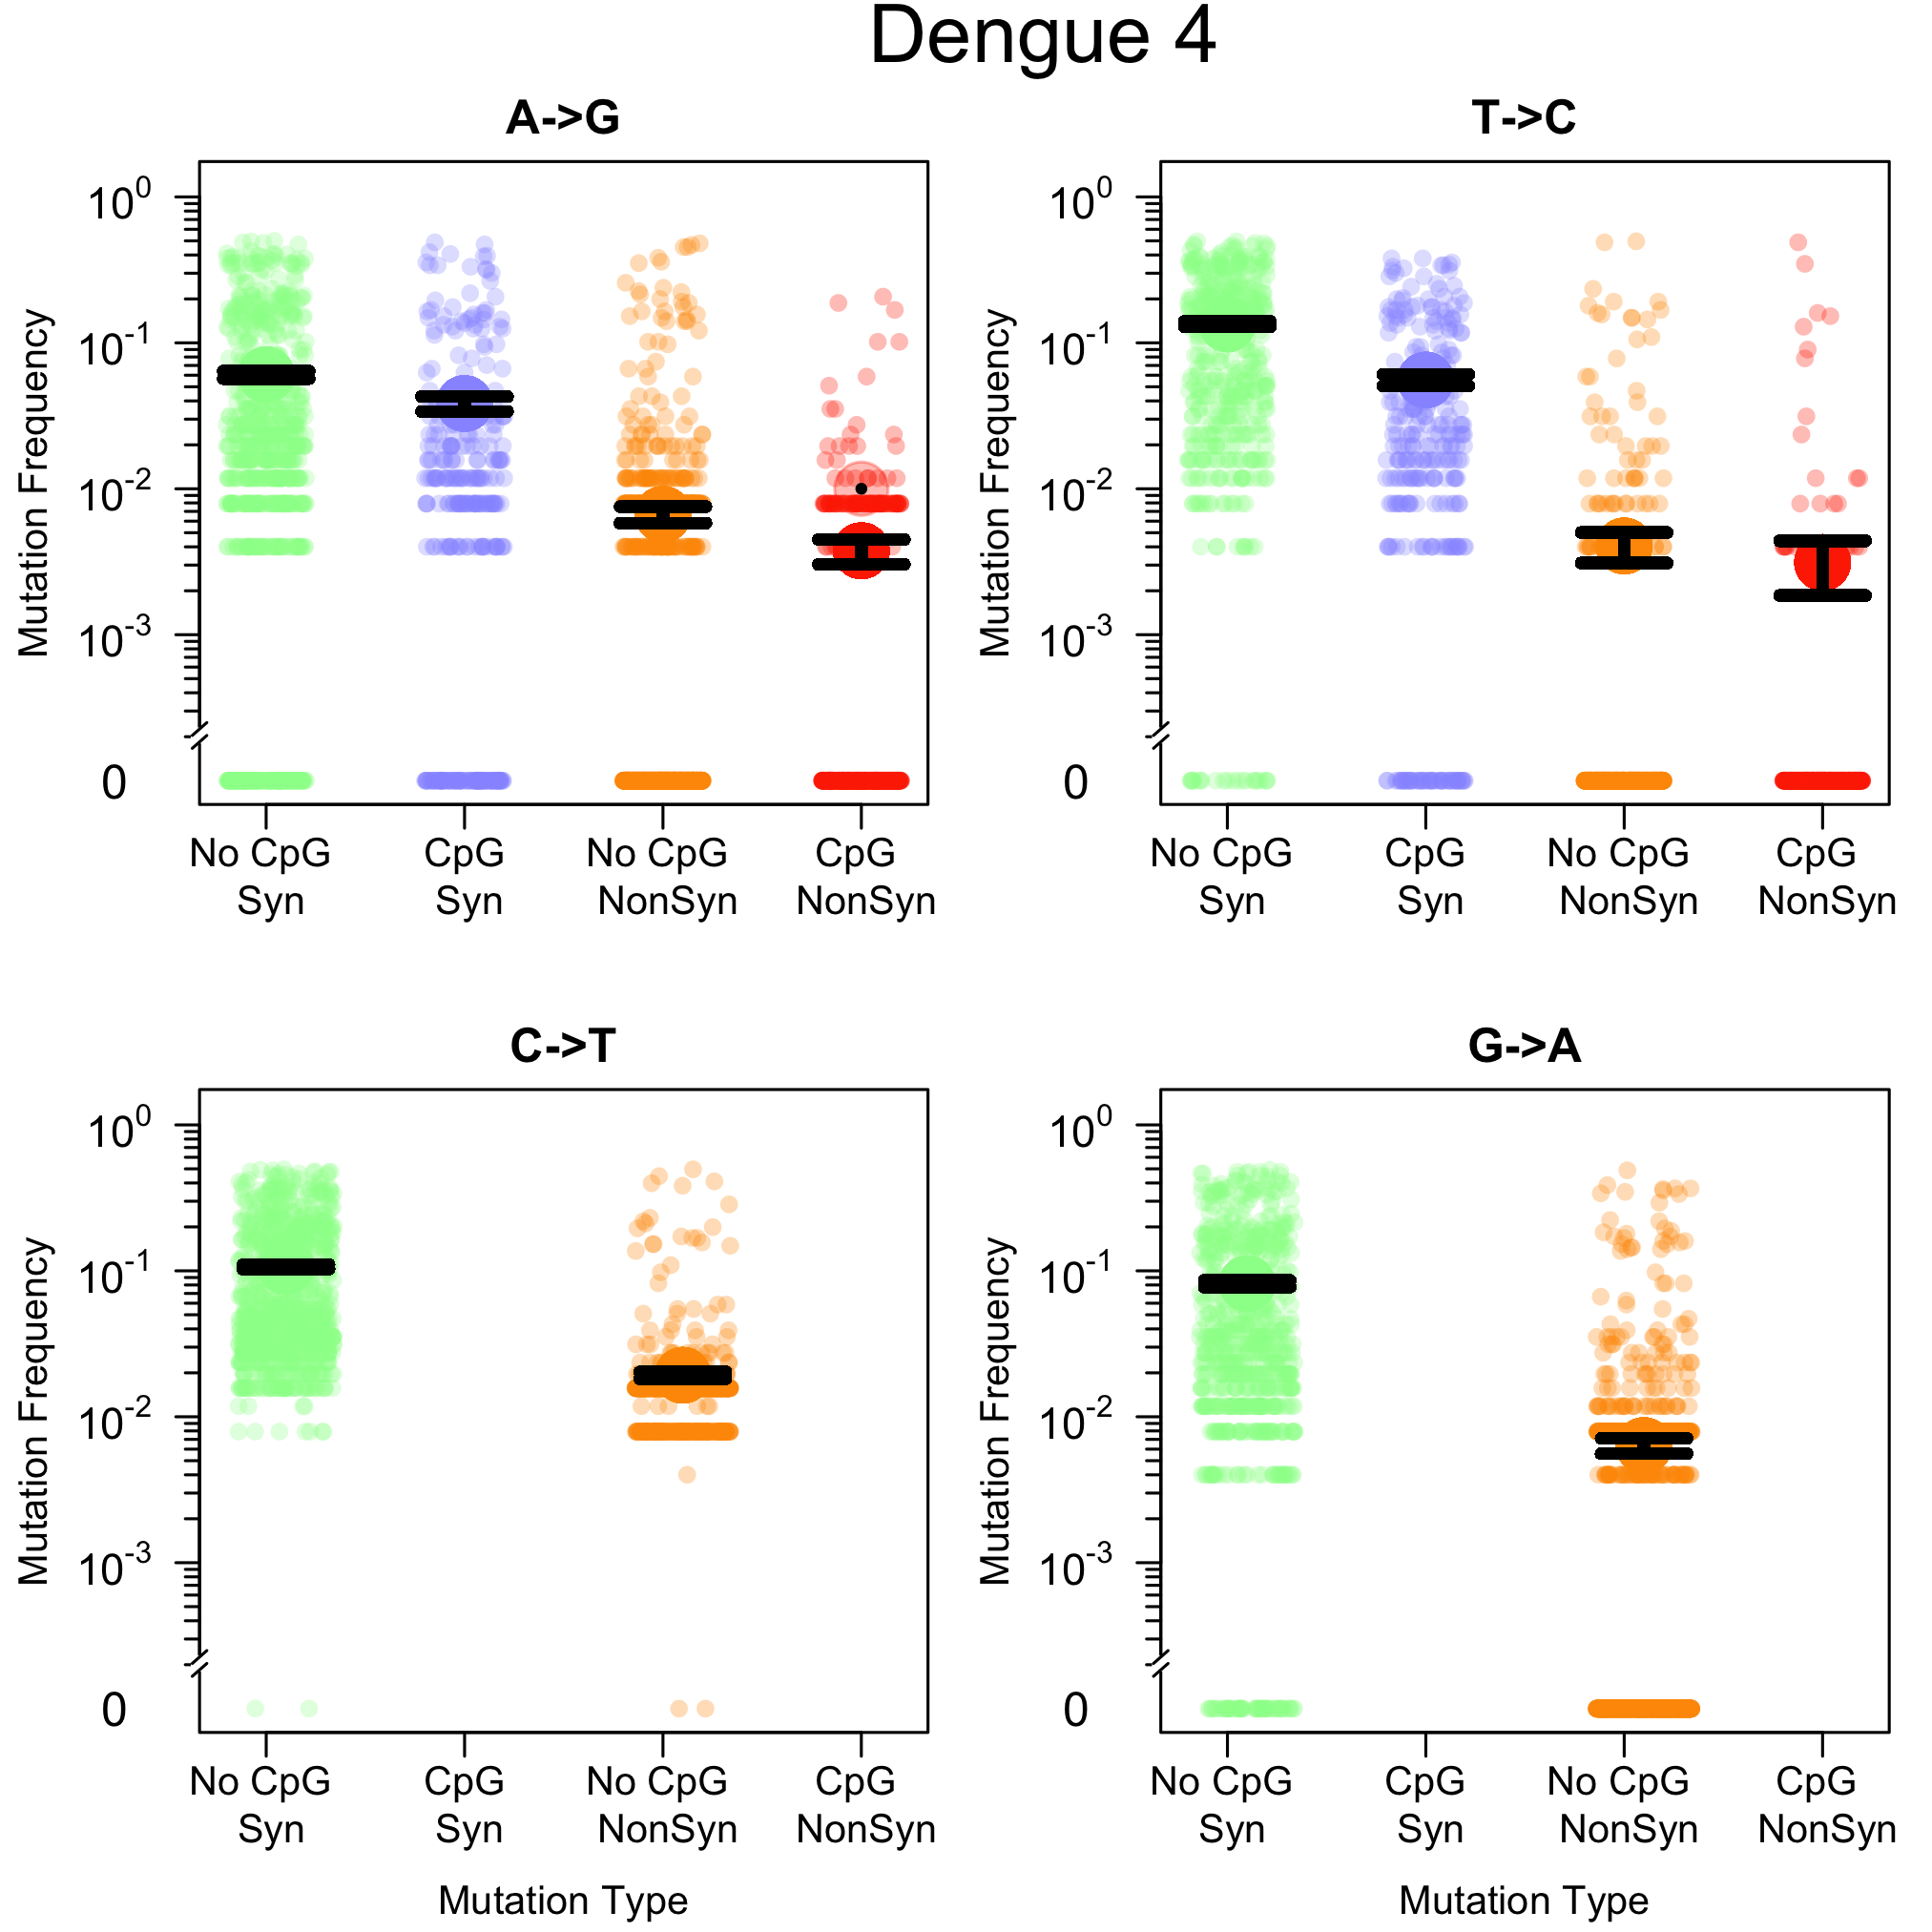 Dengue 4
A->G
Mutation Frequency
10^0
10^-1
10^-2
10^-3
0
No CpG CpG No CpG CpG
Syn Syn NonSyn NonSyn
T->C
Mutation Frequency
10^0
10^-1
10^-2
10^-3
0
No CpG CpG No CpG CpG
Syn Syn NonSyn NonSyn
C->T
Mutation Frequency
10^0
10^-1
10^-2
10^-3
0
No CpG CpG No CpG CpG
Syn Syn NonSyn NonSyn
Mutation Type
G->A
Mutation Frequency
10^0
10^-1
10^-2
10^-3
0
No CpG CpG No CpG CpG
Syn Syn NonSyn NonSyn
Mutation Type